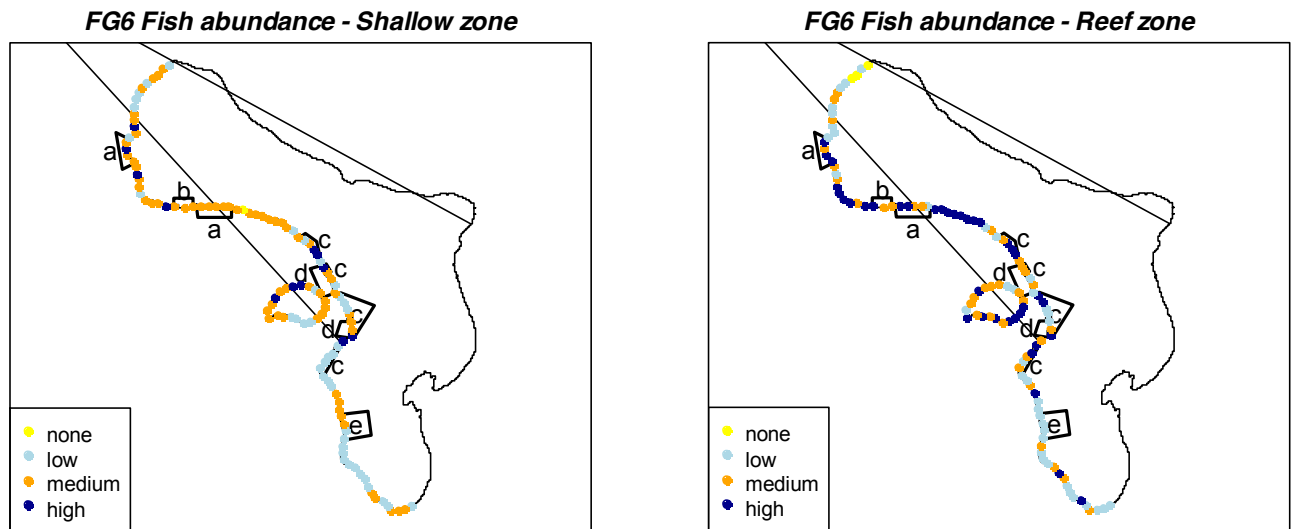 FG6 Fish abundance - Shallow zone
a
b
a
c
d
c
c
d
c
e
none
low
medium
high
FG6 Fish abundance - Reef zone
a
b
a
c
c
d
c
d
c
e
none
low
medium
high